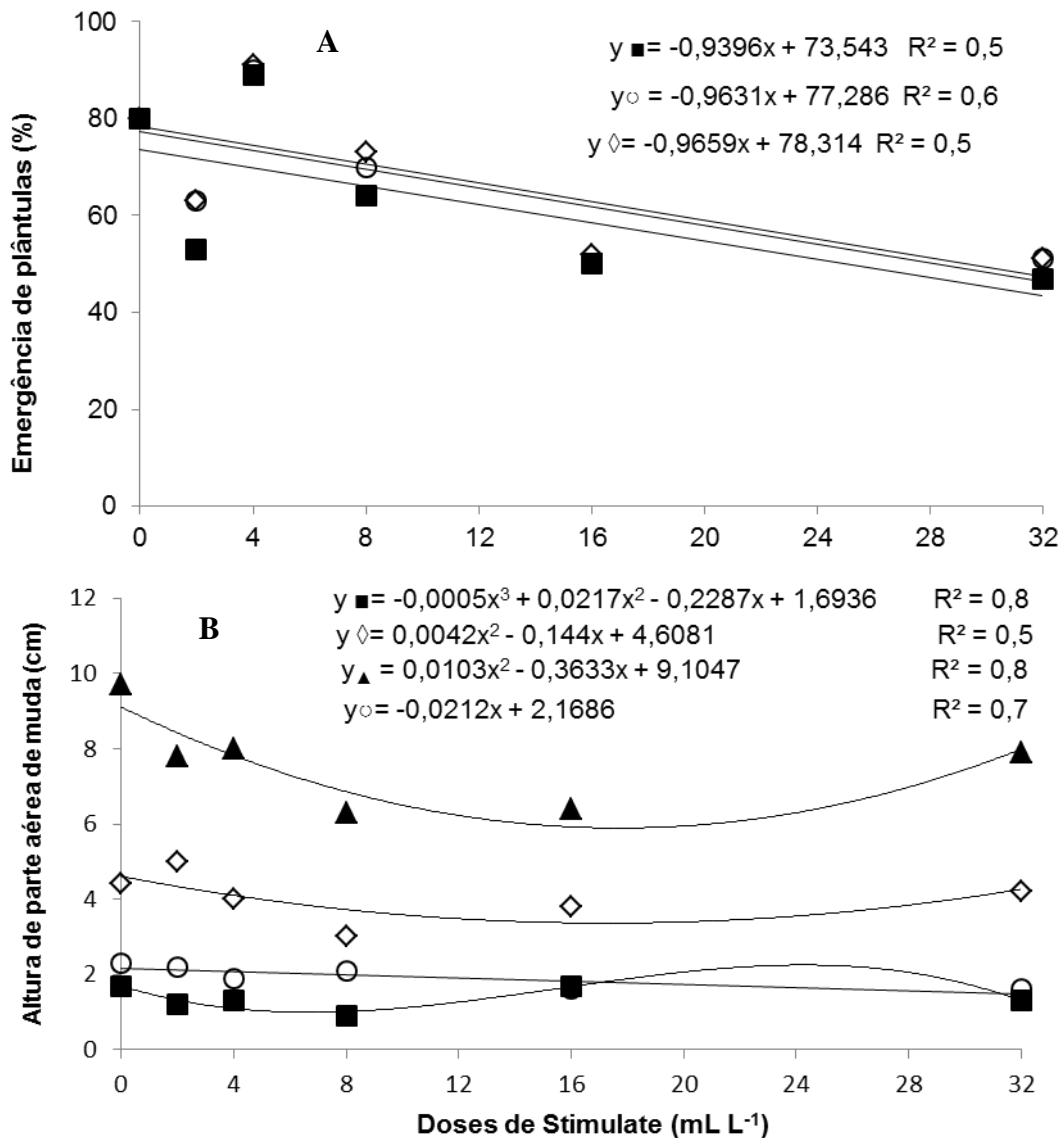 A
y ■= -0,9396x + 73,543 R² = 0,5
y○ = -0,9631x + 77,286 R² = 0,6
y ◊= -0,9659x + 78,314 R² = 0,5
Emergência de plântulas (%)
100
80
60
40
20
0
0 4 8 12 16 20 24 28 32
B
y ■= -0,0005x³ + 0,0217x² - 0,2287x + 1,6936 R² = 0,8
y ◊= 0,0042x² - 0,144x + 4,6081 R² = 0,5
y ▲ = 0,0103x² - 0,3633x + 9,1047 R² = 0,8
y○= -0,0212x + 2,1686 R² = 0,7
Altura de parte aérea de muda (cm)
12
10
8
6
4
2
0
0 4 8 12 16 20 24 28 32
Doses de Stimulate (mL L⁻¹)